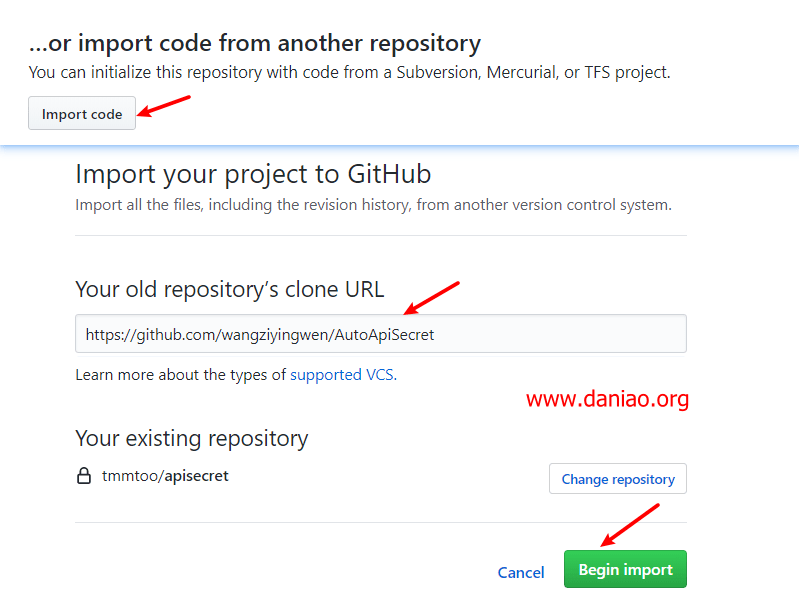 ...or import code from another repository
You can initialize this repository with code from a Subversion, Mercurial, or TFS project.
Import code
Import your project to GitHub
Import all the files, including the revision history, from another version control system.
Your old repository’s clone URL
https://github.com/wangziyingwen/AutoApiSecret
Learn more about the types of supported VCS.
www.daniao.org
Your existing repository
tmmtoo/apisecret
Change repository
Cancel
Begin import